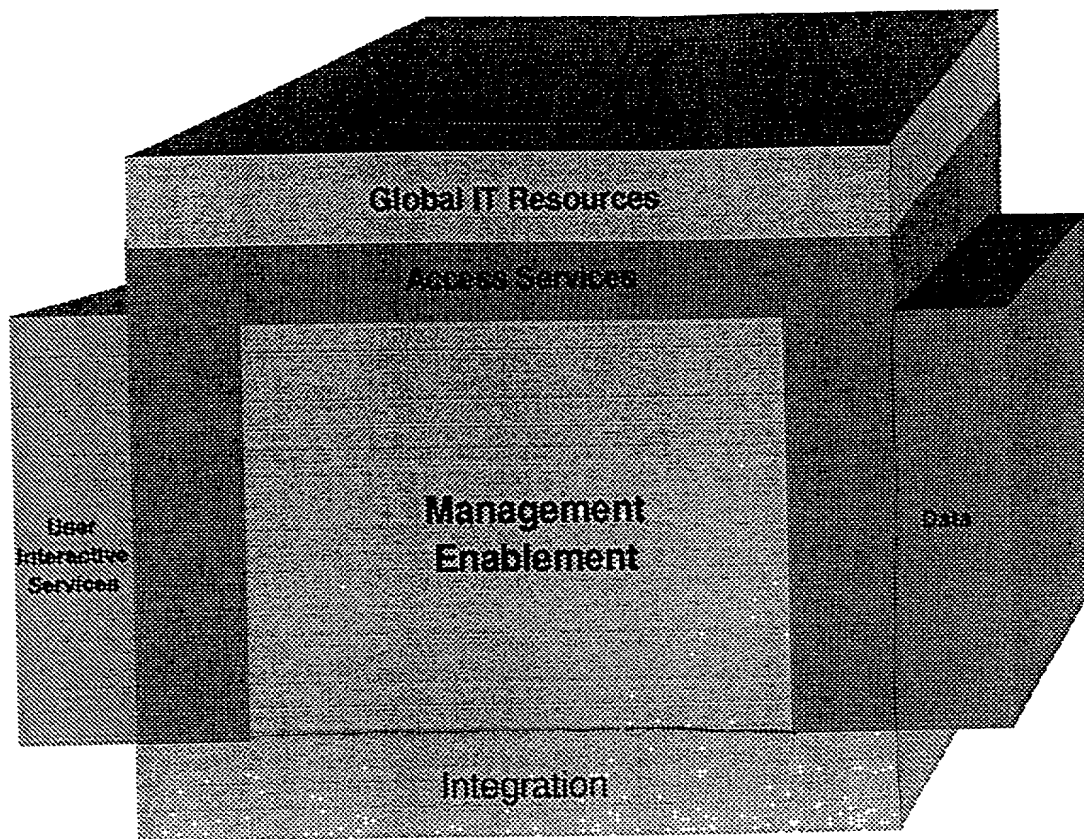 Global IT Resources
Access Services
Management
Enablement
User
Interactive
Services
Data
Integration